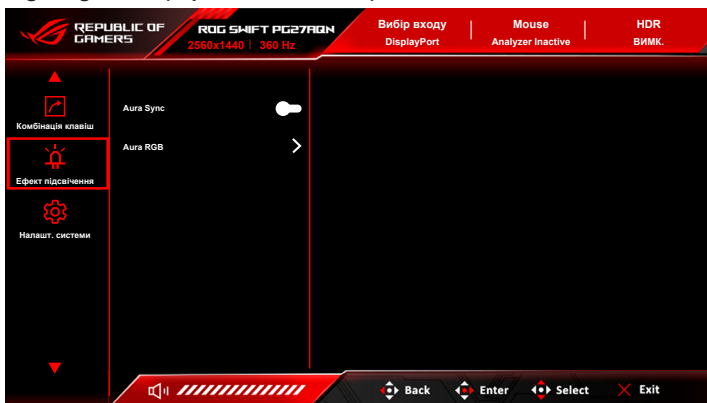 REPUBLIC OF
GAMERS
ROG SWIFT PG27AQN
2560x1440 | 360 Hz
Вибір входу
DisplayPort
Mouse
Analyzer Inactive
HDR
ВИМК.
Комбінація клавіш
Ефект підсвічення
Налашт. системи
Aura Sync
Aura RGB
Back
Enter
Select
Exit